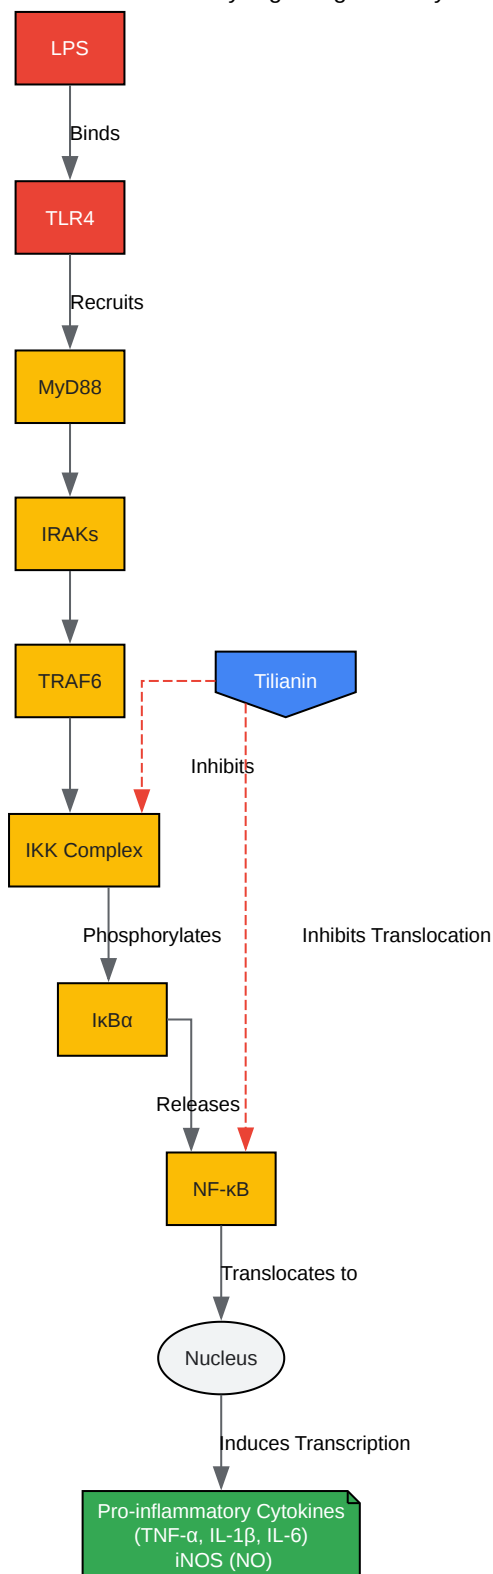 LPS
Binds
TLR4
Recruits
MyD88
IRAKs
TRAF6
Tilianin
Inhibits
IKK Complex
Phosphorylates
Inhibits Translocation
IκBα
Releases
NF-κB
Translocates to
Nucleus
Induces Transcription
Pro-inflammatory Cytokines
(TNF-α, IL-1β, IL-6)
iNOS (NO)